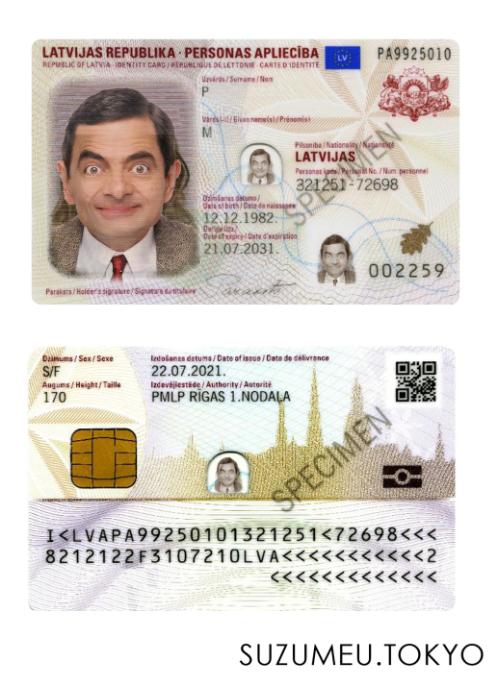 LATVIJAS REPUBLIKA · PERSONAS APLIECĪBA
LV
PA9925010
REPUBLIC OF LATVIA · IDENTITY CARD / RÉPUBLIQUE DE LETTONIE · CARTE D'IDENTITÉ
Uzvārds / Surname / Nom
P
Vārds(-i) / Given name(s) / Prénom(s)
M
Pilsonība / Nationality / Nationalité
LATVIJAS
Personas kods / Personal No. / Num. personnel
321251-72698
Dzimšanas datums /
Date of birth / Date de naissance
12.12.1982.
Derīga līdz /
Date of expiry / Date d'expiration
21.07.2031.
002259
Paraksts / Holder's signature / Signature du titulaire
SPECIMEN
Dzimums / Sex / Sexe
S/F
Augums / Height / Taille
170
Izdošanas datums / Date of issue / Date de délivrance
22.07.2021.
Izdevējiestāde / Authority / Autorité
PMLP RĪGAS 1.NODAĻA
SPECIMEN
I<LVAPA99250101321251<72698<<<
8212122F3107210LVA<<<<<<<<<<<2
<<<<<<<<<<<<<
SUZUMEU.TOKYO